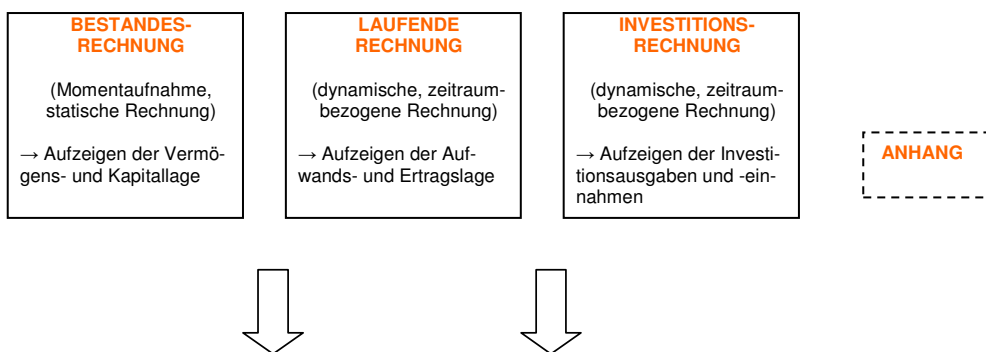 BESTANDES-
RECHNUNG
(Momentaufnahme,
statische Rechnung)
→ Aufzeigen der Vermö-
gens- und Kapitallage
LAUFENDE
RECHNUNG
(dynamische, zeitraum-
bezogene Rechnung)
→ Aufzeigen der Auf-
wands- und Ertragslage
INVESTITIONS-
RECHNUNG
(dynamische, zeitraum-
bezogene Rechnung)
→ Aufzeigen der Investi-
tionsausgaben und -ein-
nahmen
ANHANG